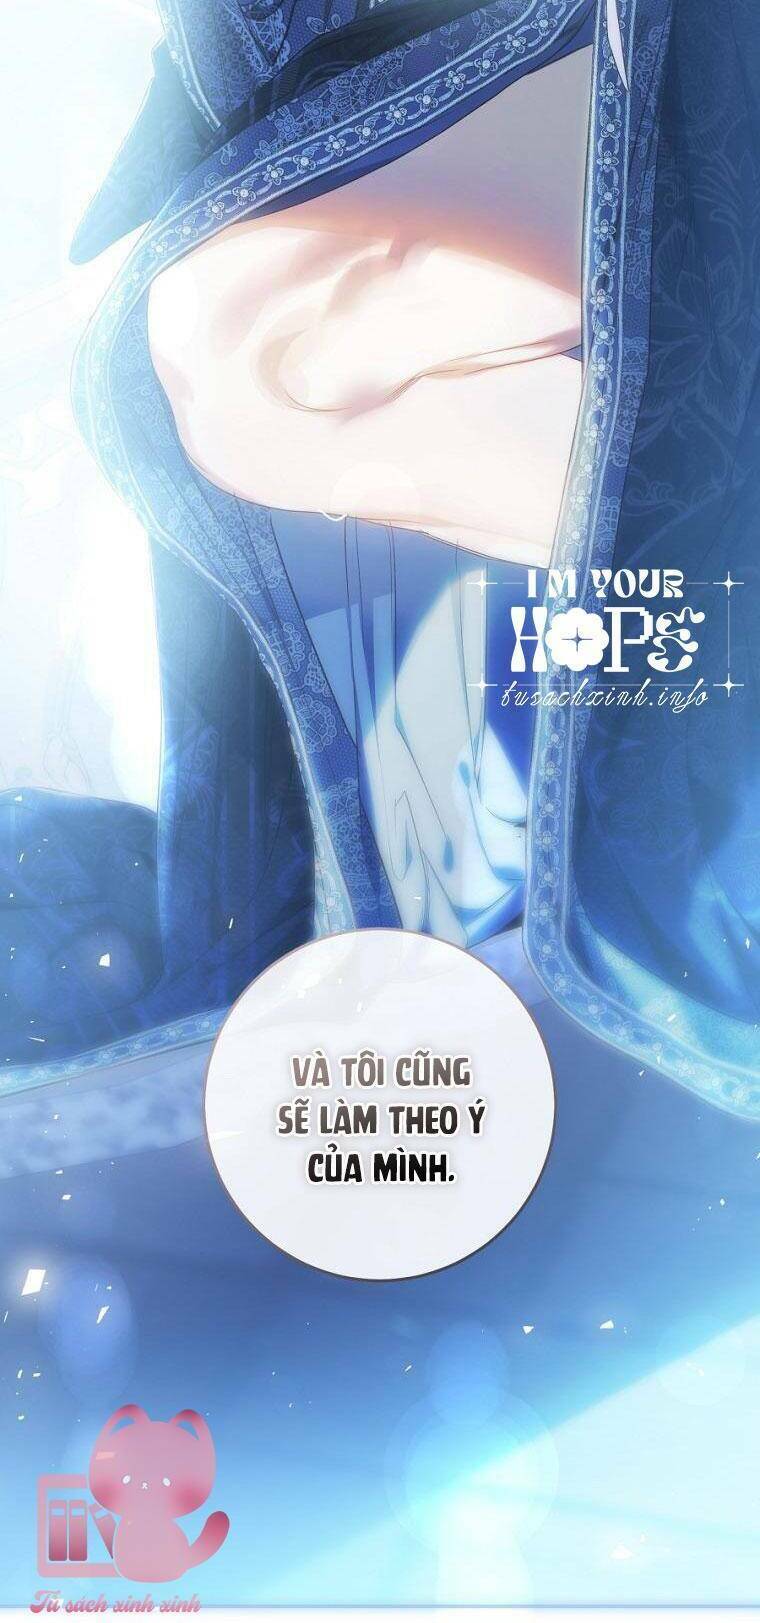 I'M YOUR
HOPE
tusachxinh.info
VÀ TÔI CŨNG
SẼ LÀM THEO Ý
CỦA MÌNH.
Tủ sách xinh xinh